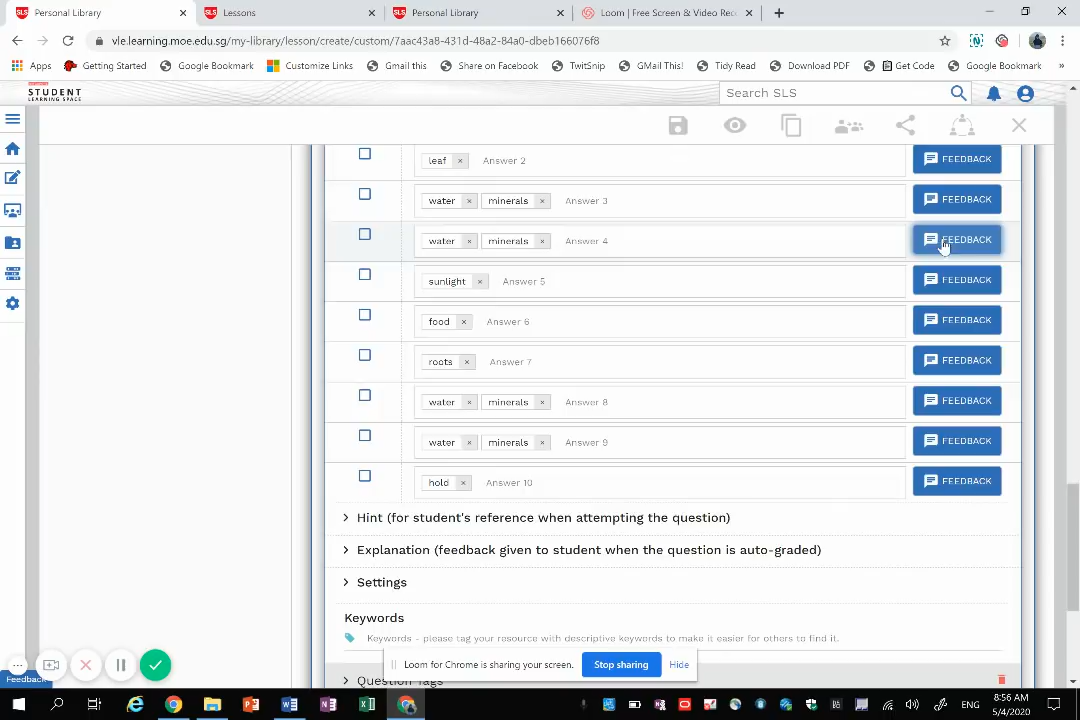 SLS Personal Library × SLS Lessons × SLS Personal Library × Loom | Free Screen & Video Rec × +
vle.learning.moe.edu.sg/my-library/lesson/create/custom/7aac43a8-431d-48a2-84a0-dbeb166076f8
Apps Getting Started Google Bookmark Customize Links Gmail this Share on Facebook TwitSnip GMail This! Tidy Read Download PDF Get Code Google Bookmark »
STUDENT
LEARNING SPACE
Search SLS
leaf × Answer 2 FEEDBACK
water × minerals × Answer 3 FEEDBACK
water × minerals × Answer 4 FEEDBACK
sunlight × Answer 5 FEEDBACK
food × Answer 6 FEEDBACK
roots × Answer 7 FEEDBACK
water × minerals × Answer 8 FEEDBACK
water × minerals × Answer 9 FEEDBACK
hold × Answer 10 FEEDBACK
Hint (for student's reference when attempting the question)
Explanation (feedback given to student when the question is auto-graded)
Settings
Keywords
Keywords - please tag your resource with descriptive keywords to make it easier for others to find it.
Loom for Chrome is sharing your screen. Stop sharing Hide
Feedback
Question Tags
ENG
8:56 AM
5/4/2020